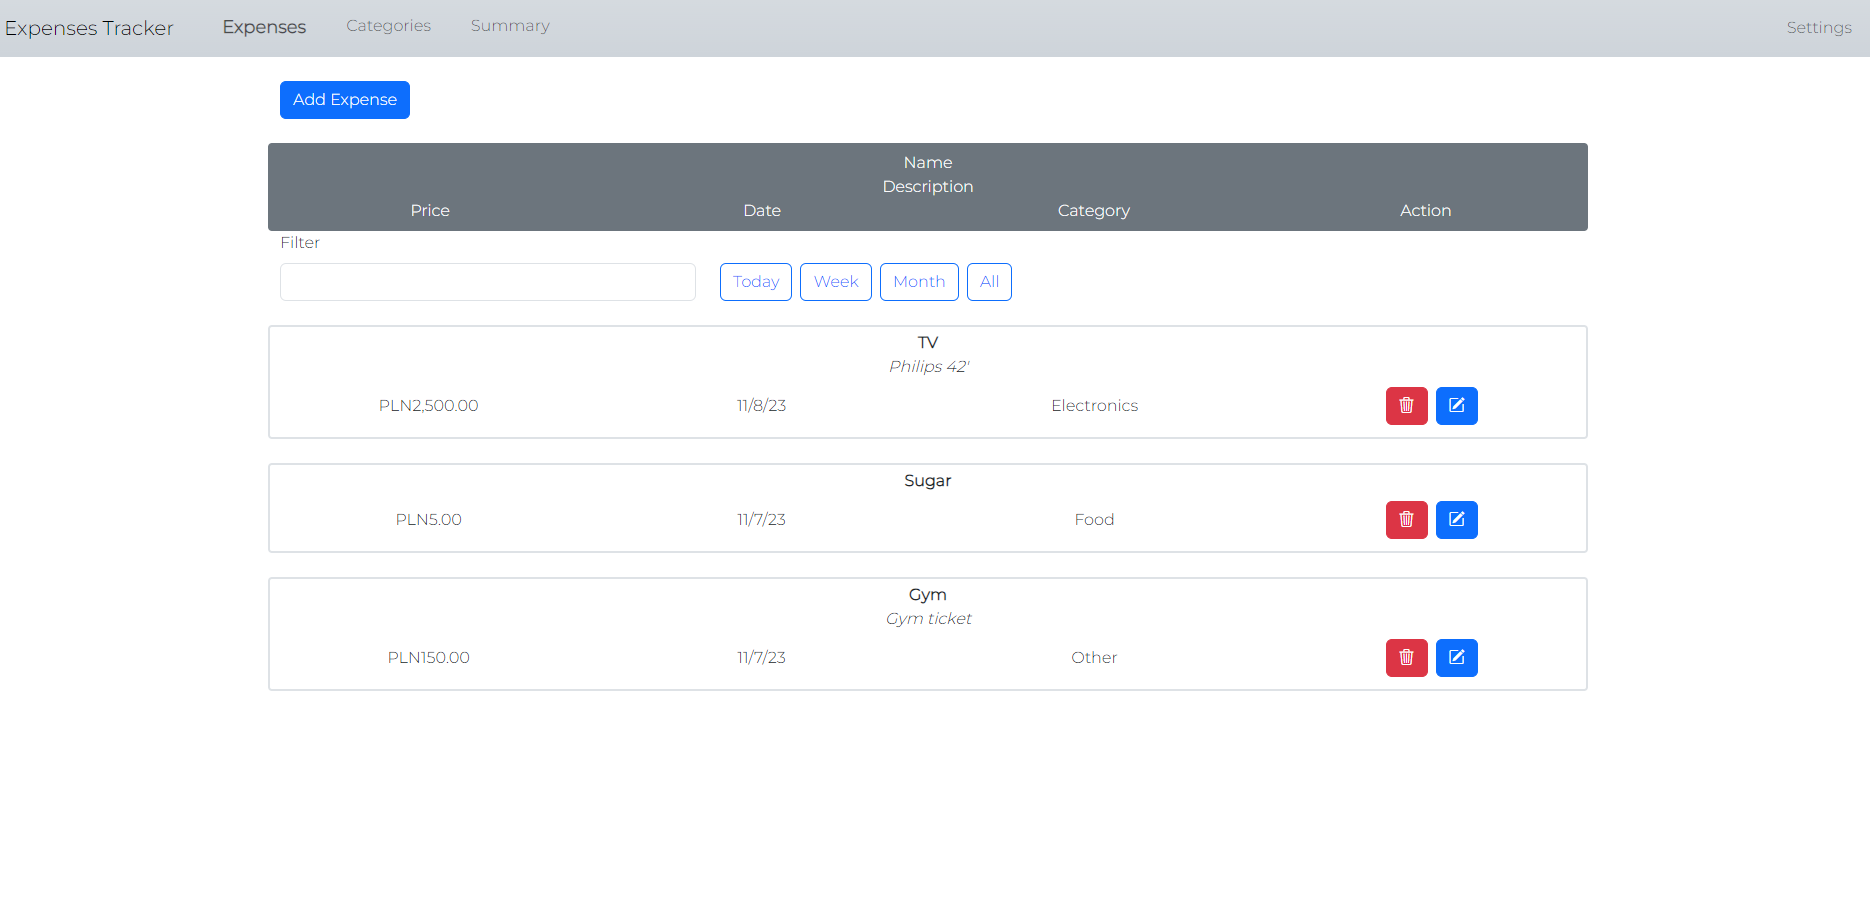 Expenses Tracker Expenses Categories Summary Settings
Add Expense
Name
Description
Price Date Category Action
Filter
Today Week Month All
TV
Philips 42'
PLN2,500.00 11/8/23 Electronics
Sugar
PLN5.00 11/7/23 Food
Gym
Gym ticket
PLN150.00 11/7/23 Other